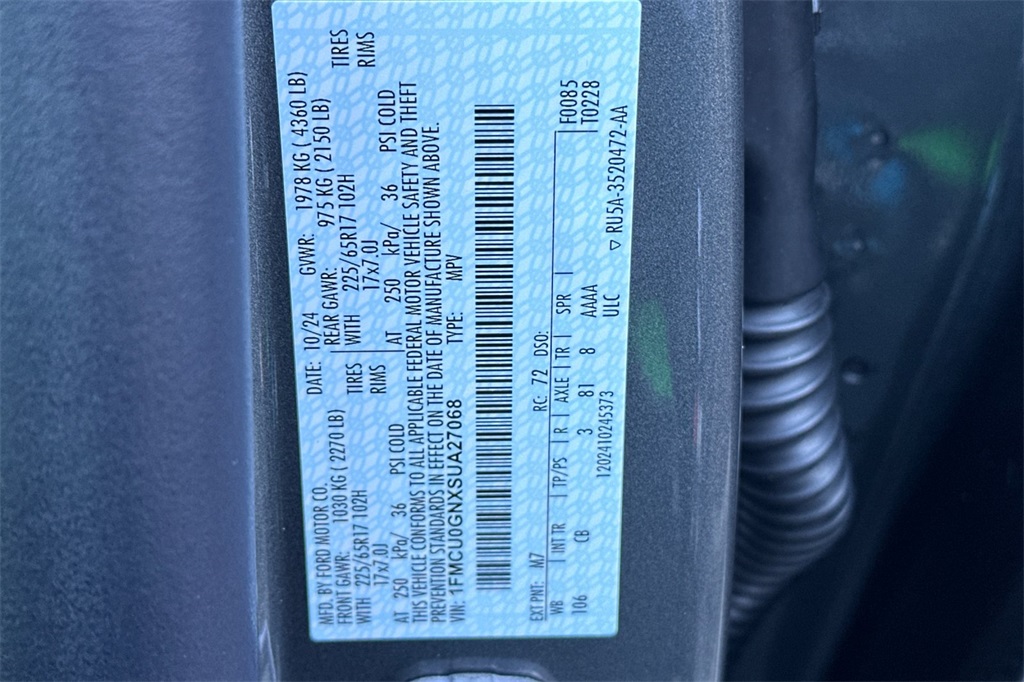 MFD. BY FORD MOTOR CO. DATE: 10/24 GVWR: 1978 KG ( 4360 LB)
FRONT GAWR: 1030 KG ( 2270 LB) REAR GAWR: 975 KG ( 2150 LB)
WITH 225/65R17 102H TIRES WITH 225/65R17 102H TIRES
17x7.0J RIMS 17x7.0J RIMS
AT 250 kPa/ 36 PSI COLD AT 250 kPa/ 36 PSI COLD
THIS VEHICLE CONFORMS TO ALL APPLICABLE FEDERAL MOTOR VEHICLE SAFETY AND THEFT
PREVENTION STANDARDS IN EFFECT ON THE DATE OF MANUFACTURE SHOWN ABOVE.
VIN: 1FMCU0GNXSUA27068 TYPE: MPV
EXT PNT: M7 RC: 72 DSO: F0085
WB INT TR TP/PS R AXLE TR SPR T0228
106 CB 3 81 8 AAAA
1202410245373 ULC ▽ RU5A-3520472-AA